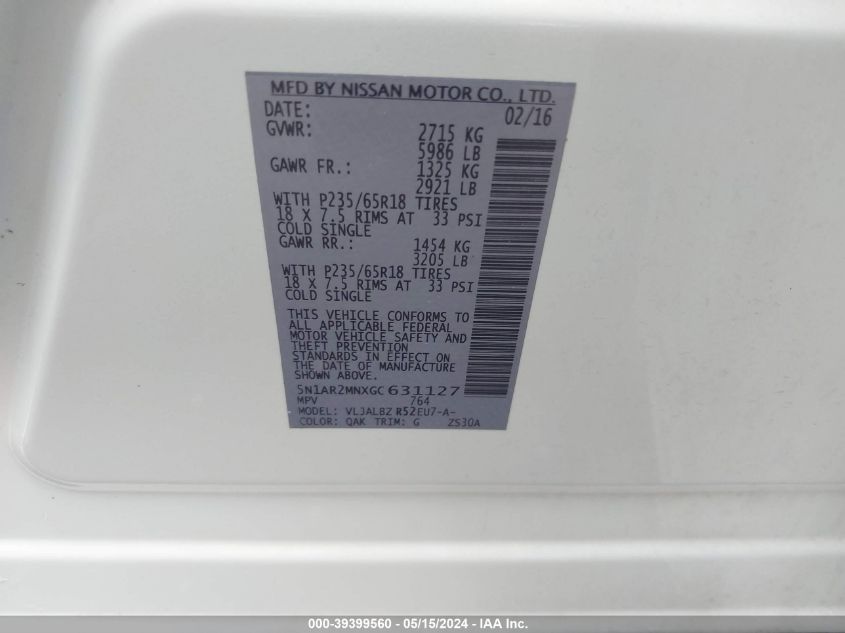 MFD BY NISSAN MOTOR CO., LTD.
DATE: 02/16
GVWR: 2715 KG
5986 LB
GAWR FR.: 1325 KG
2921 LB
WITH P235/65R18 TIRES
18 X 7.5 RIMS AT 33 PSI
COLD SINGLE
GAWR RR.: 1454 KG
3205 LB
WITH P235/65R18 TIRES
18 X 7.5 RIMS AT 33 PSI
COLD SINGLE
THIS VEHICLE CONFORMS TO
ALL APPLICABLE FEDERAL
MOTOR VEHICLE SAFETY AND
THEFT PREVENTION
STANDARDS IN EFFECT ON
THE DATE OF MANUFACTURE
SHOWN ABOVE.
5N1AR2MNXGC631127
MPV 764
MODEL: VLJALBZ R52EU7-A-
COLOR: QAK TRIM: G ZS30A
000-39399560 - 05/15/2024 - IAA Inc.